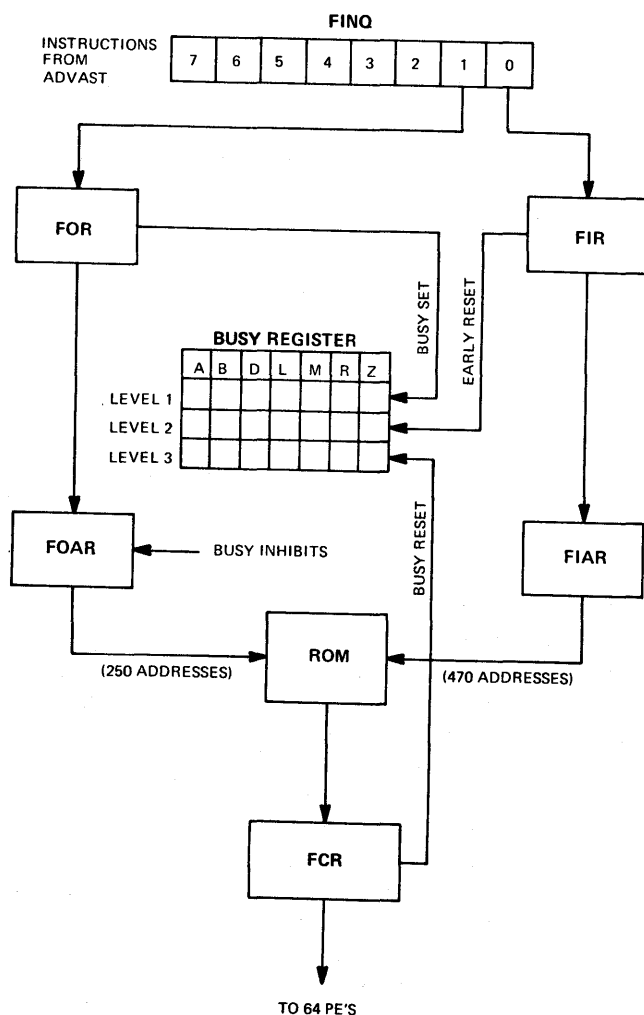 FINQ
INSTRUCTIONS
FROM
ADVAST
7 6 5 4 3 2 1 0
FOR
FIR
BUSY SET
EARLY RESET
BUSY REGISTER
A B D L M R Z
LEVEL 1
LEVEL 2
LEVEL 3
BUSY RESET
FOAR
BUSY INHIBITS
FIAR
(250 ADDRESSES)
ROM
(470 ADDRESSES)
FCR
TO 64 PE'S